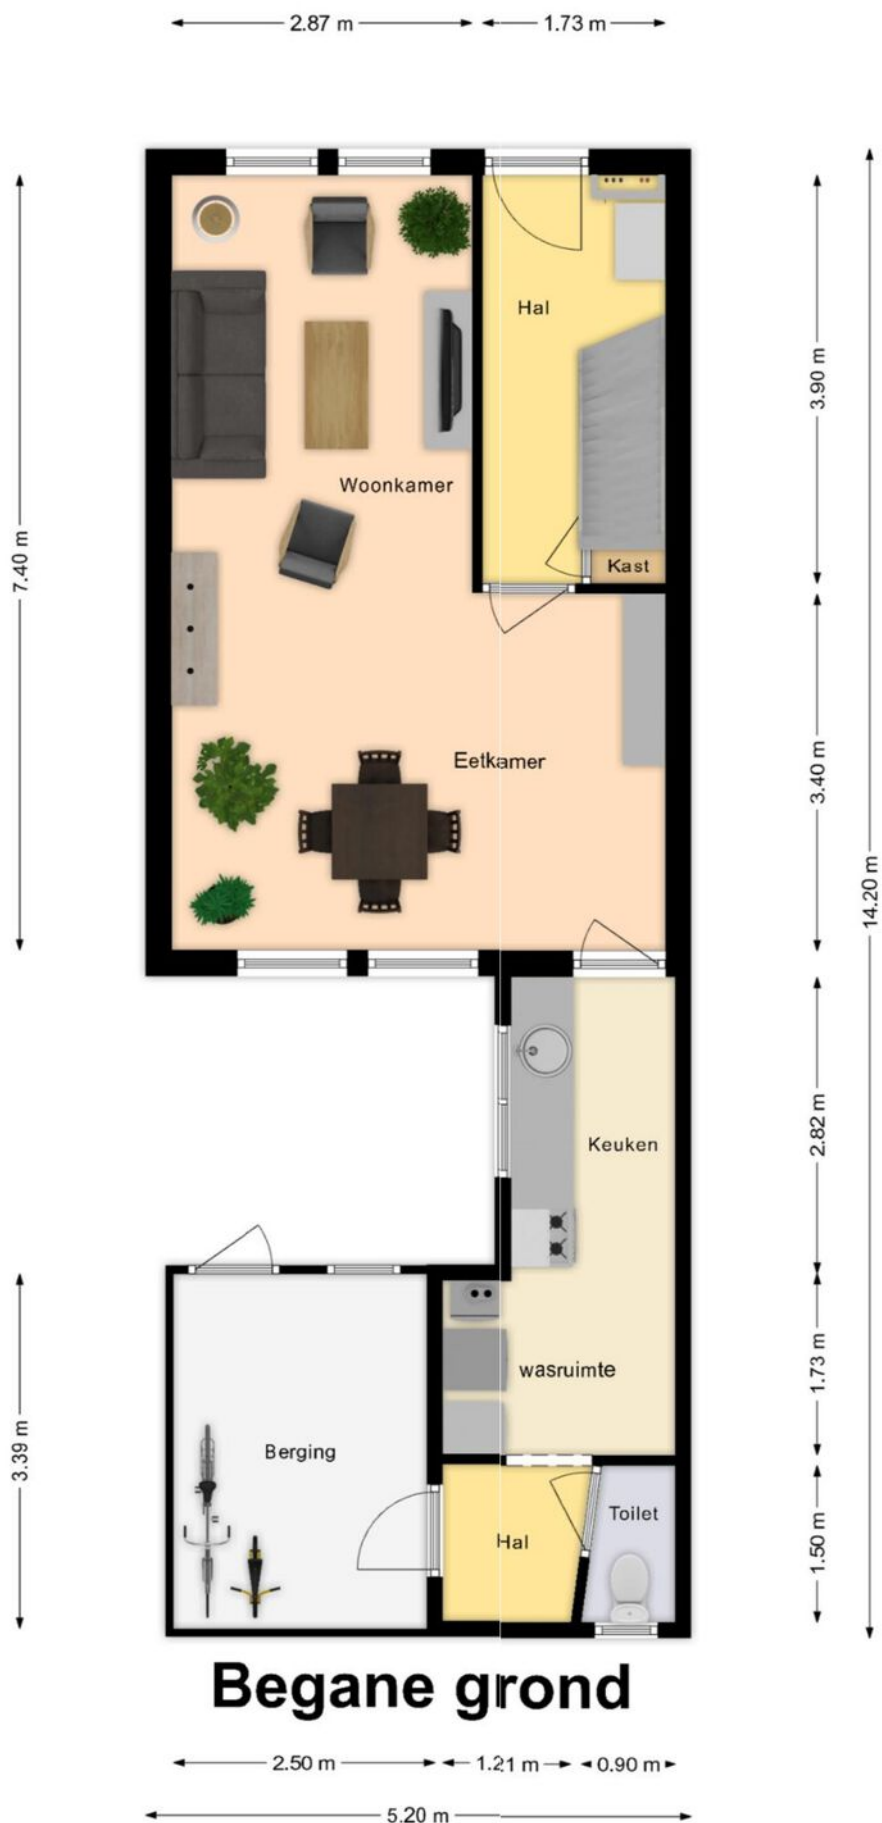 2.87 m
1.73 m
Hal
3.90 m
Woonkamer
7.40 m
Kast
Eetkamer
3.40 m
14.20 m
2.82 m
Keuken
1.73 m
wasruimte
3.39 m
Berging
Toilet
Hal
1.50 m
Begane grond
2.50 m
1.21 m
0.90 m
5.20 m